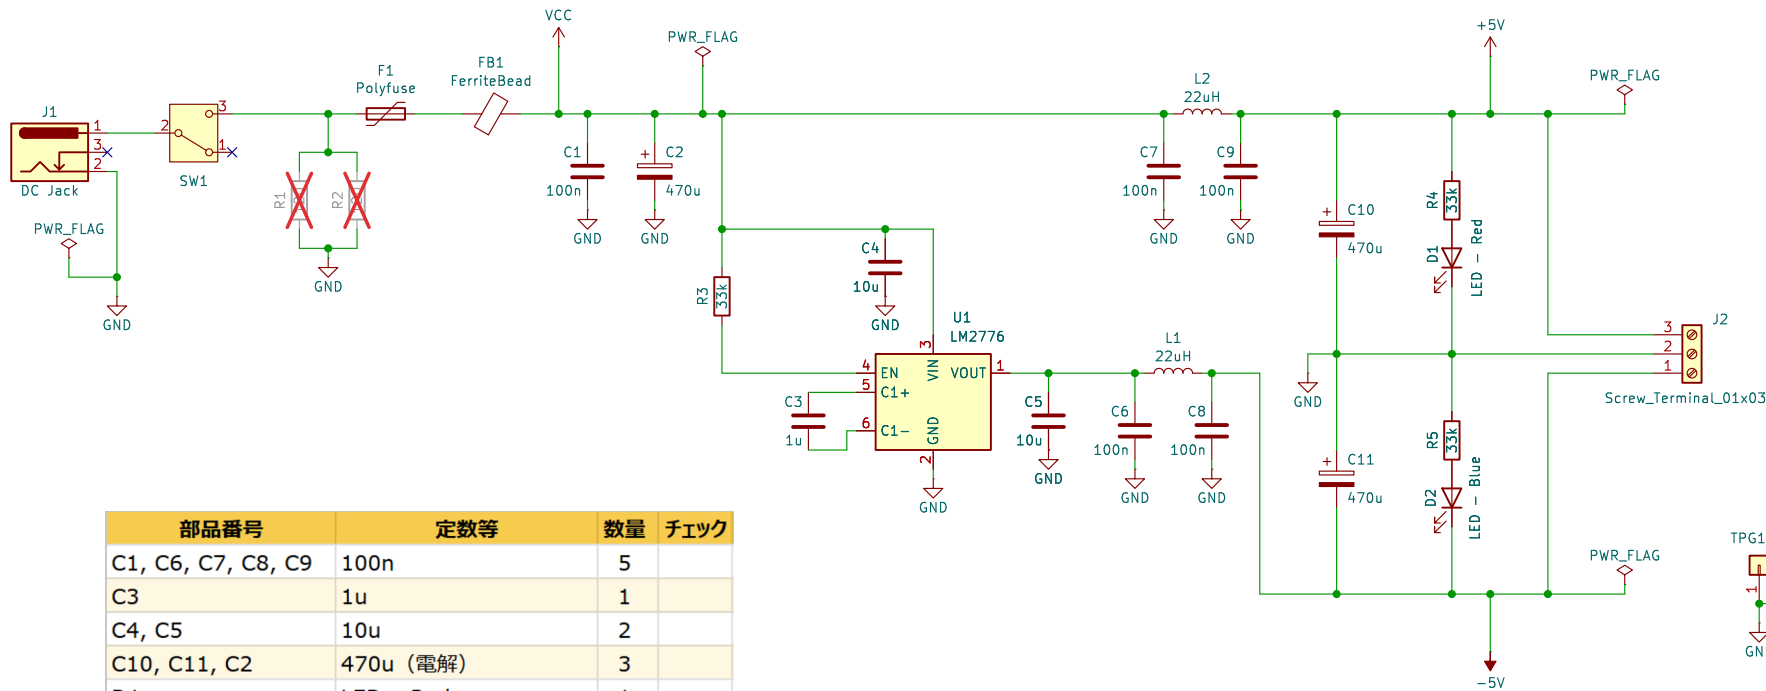 VCC
+5V
PWR_FLAG
FB1
FerriteBead
F1
Polyfuse
L2
22uH
PWR_FLAG
J1
1
3
2
DC Jack
3
2
1
SW1
C1
100n
GND
C2
470u
GND
C7
100n
GND
C9
100n
GND
R1
R2
GND
PWR_FLAG
GND
C4
10u
GND
R3
33k
C10
470u
R4
33k
D1
LED - Red
U1
LM2776
3
VIN
4
EN
5
C1+
6
C1-
VOUT
1
GND
2
GND
C3
1u
L1
22uH
C5
10u
GND
C6
100n
GND
C8
100n
GND
GND
J2
3
2
1
Screw_Terminal_01x03
C11
470u
R5
33k
D2
LED - Blue
PWR_FLAG
-5V
TPG1
1
部品番号 定数等 数量 チェック
C1, C6, C7, C8, C9 100n 5
C3 1u 1
C4, C5 10u 2
C10, C11, C2 470u（電解） 3